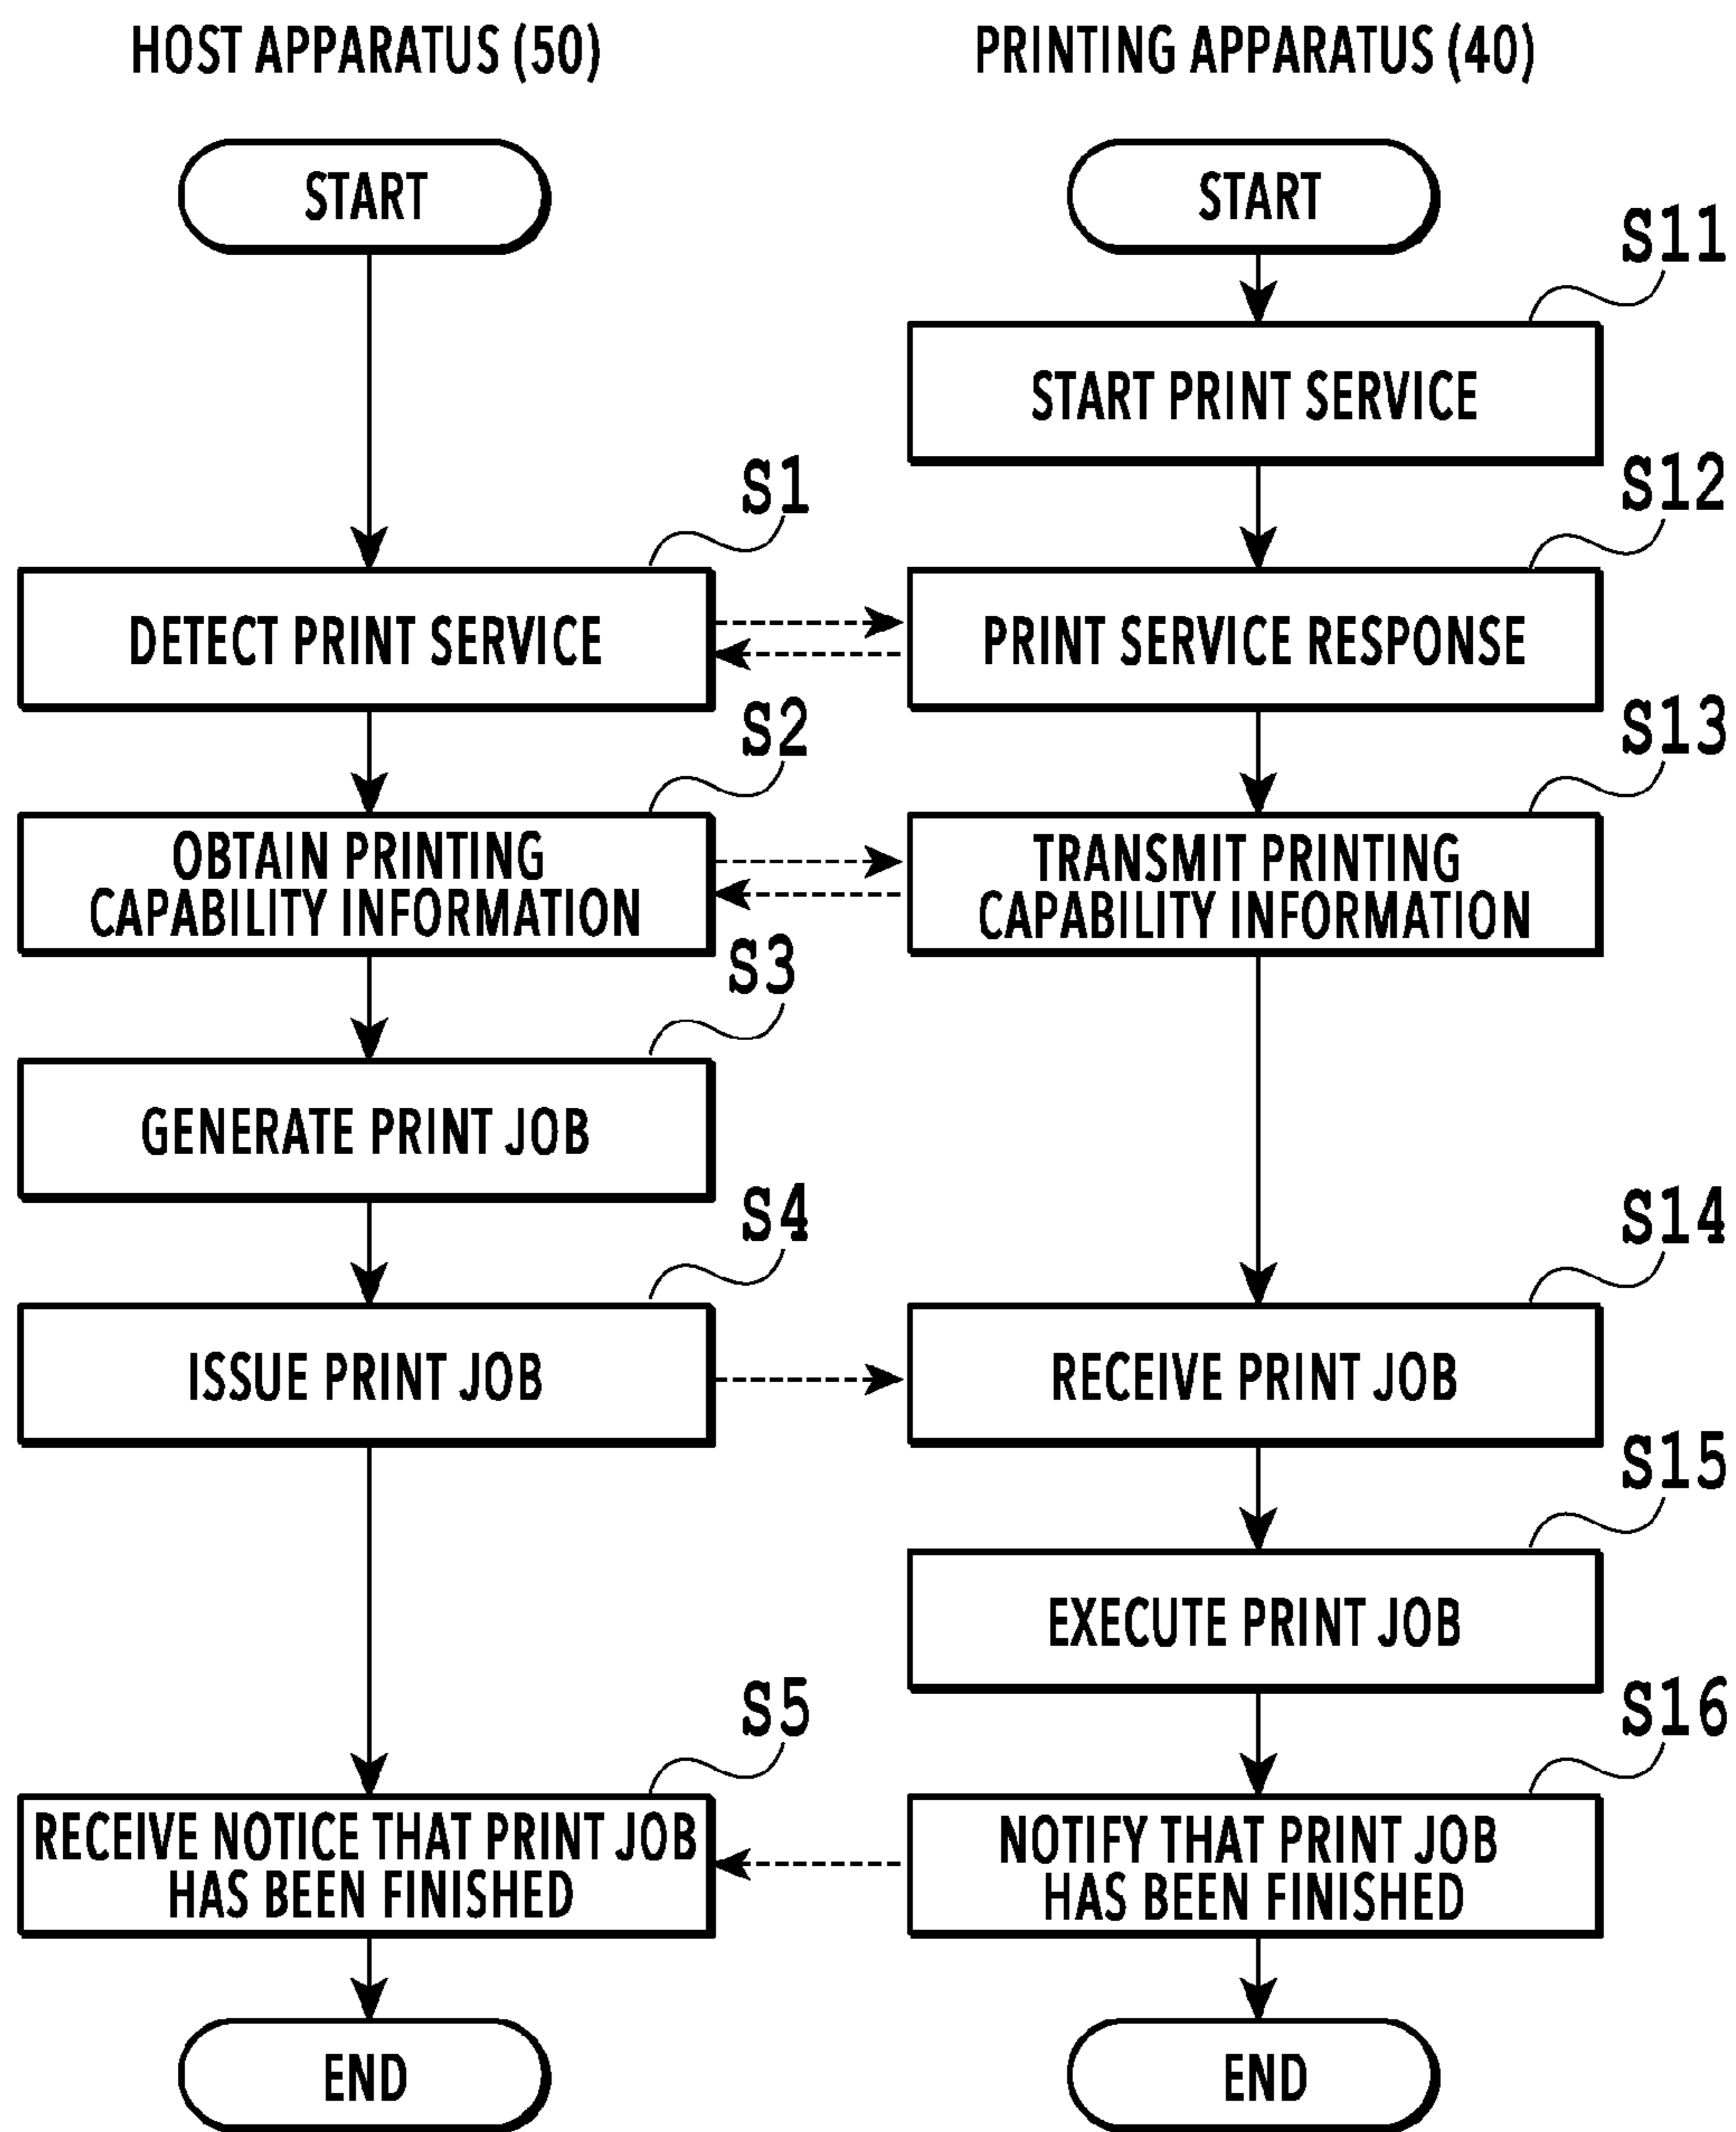 HOST APPARATUS (50)
PRINTING APPARATUS (40)
START
START
S11
START PRINT SERVICE
S1
S12
DETECT PRINT SERVICE
PRINT SERVICE RESPONSE
S2
S13
OBTAIN PRINTING
CAPABILITY INFORMATION
TRANSMIT PRINTING
CAPABILITY INFORMATION
S3
GENERATE PRINT JOB
S4
S14
ISSUE PRINT JOB
RECEIVE PRINT JOB
S15
EXECUTE PRINT JOB
S5
S16
RECEIVE NOTICE THAT PRINT JOB
HAS BEEN FINISHED
NOTIFY THAT PRINT JOB
HAS BEEN FINISHED
END
END